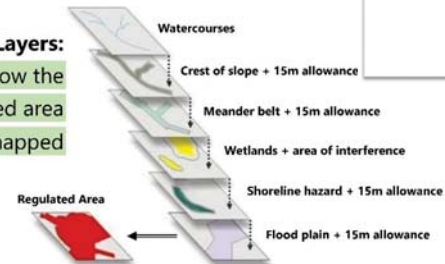 Layers:
ow the
ed area
napped
Watercourses
Crest of slope + 15m allowance
Meander belt + 15m allowance
Wetlands + area of interference
Shoreline hazard + 15m allowance
Flood plain + 15m allowance
Regulated Area